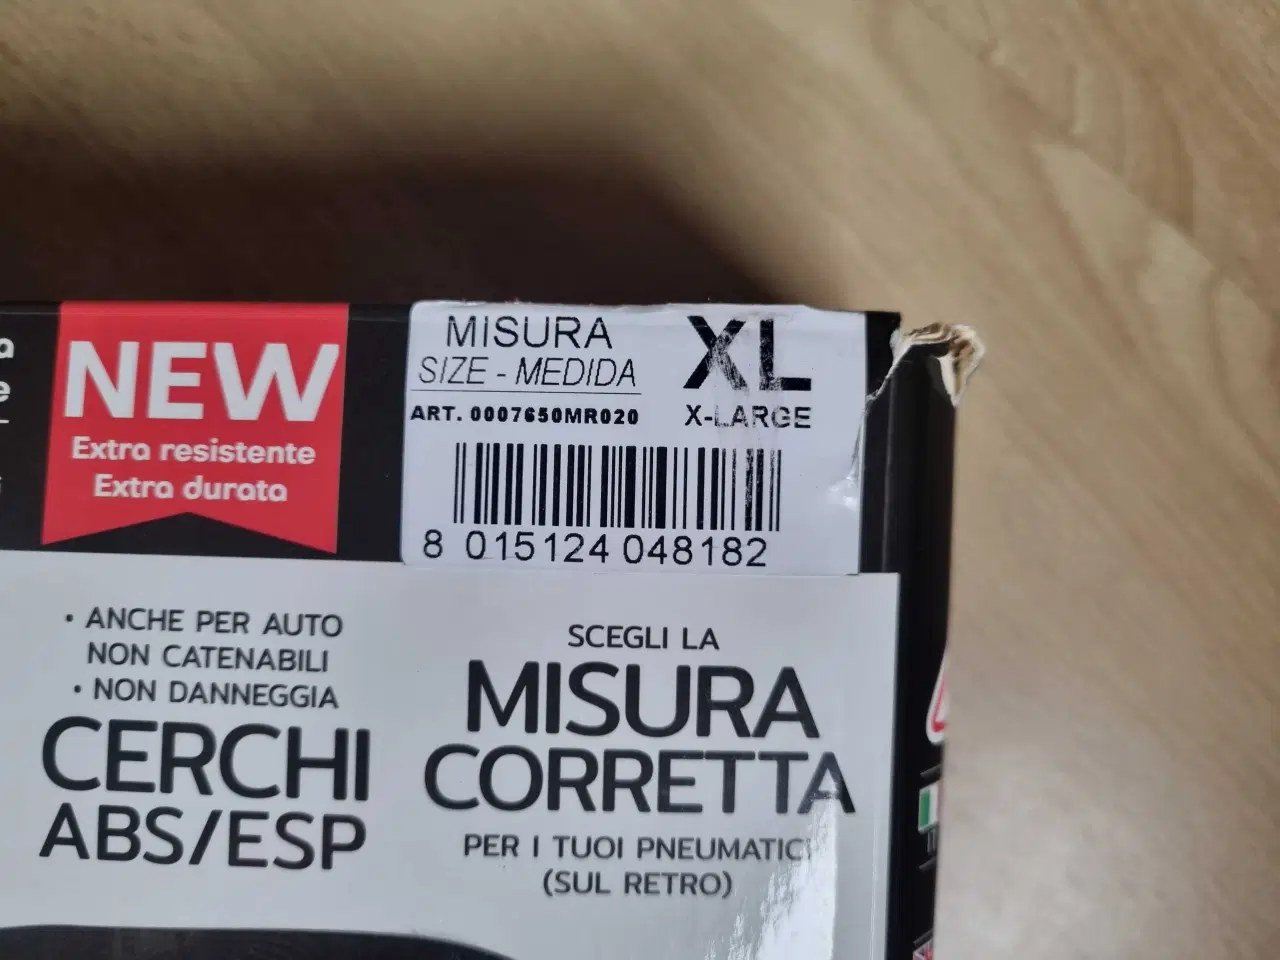 NEW
Extra resistente
Extra durata
MISURA
SIZE - MEDIDA
XL
ART. 0007650MR020
X-LARGE
8 015124 048182
• ANCHE PER AUTO
NON CATENABILI
• NON DANNEGGIA
CERCHI
ABS/ESP
SCEGLI LA
MISURA
CORRETTA
PER I TUOI PNEUMATICI
(SUL RETRO)